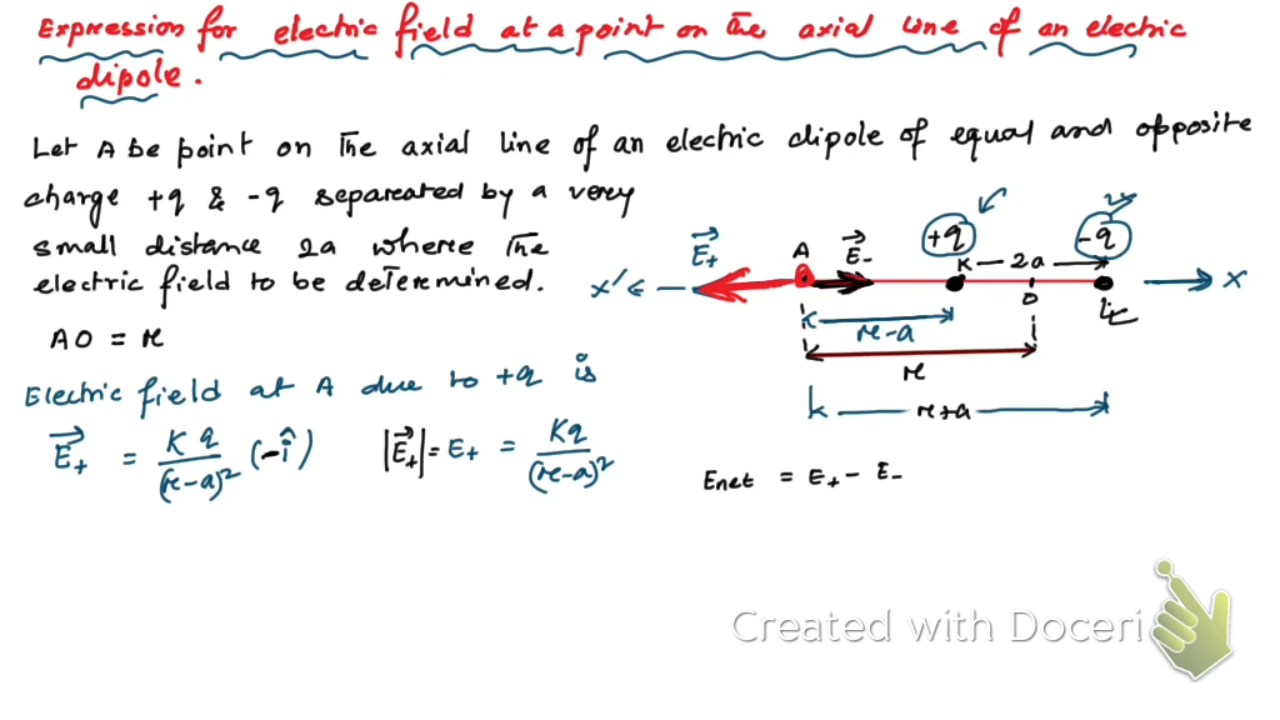 Expression for electric field at a point on the axial line of an electric
dipole.
Let A be point on the axial line of an electric dipole of equal and opposite
charge +q & -q separated by a very
small distance 2a where the
electric field to be determined.
AO = r
Electric field at A due to +q is
E⃗₊ = Kq/(r-a)² (-î) |E⃗₊| = E₊ = Kq/(r-a)²
E⃗₊ A E⃗₋ +q -q
2a
x' x
O
r-a
r
r+a
Enet = E₊ - E₋
Created with Doceri